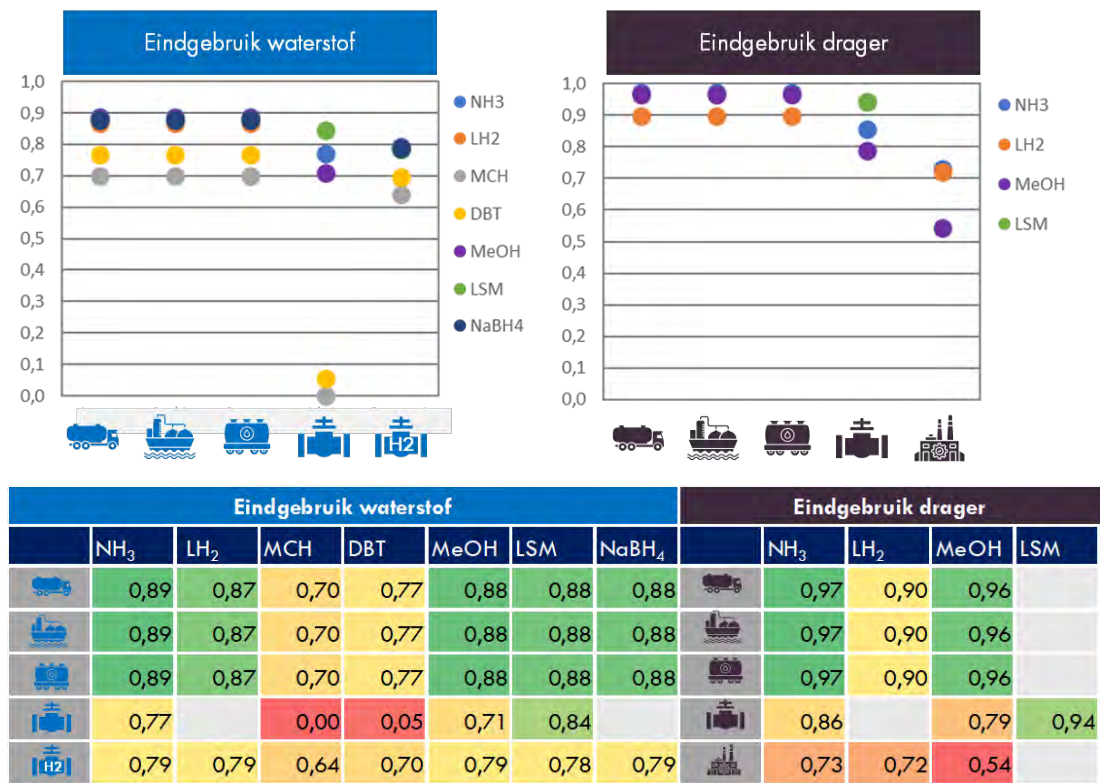 Eindgebruik waterstof
1,0
0,9
0,8
0,7
0,6
0,5
0,4
0,3
0,2
0,1
0,0
NH3
LH2
MCH
DBT
MeOH
LSM
NaBH4
H2
Eindgebruik drager
1,0
0,9
0,8
0,7
0,6
0,5
0,4
0,3
0,2
0,1
0,0
NH3
LH2
MeOH
LSM
Eindgebruik waterstof Eindgebruik drager
NH₃ LH₂ MCH DBT MeOH LSM NaBH₄ NH₃ LH₂ MeOH LSM
0,89 0,87 0,70 0,77 0,88 0,88 0,88 0,97 0,90 0,96
0,89 0,87 0,70 0,77 0,88 0,88 0,88 0,97 0,90 0,96
0,89 0,87 0,70 0,77 0,88 0,88 0,88 0,97 0,90 0,96
0,77 0,00 0,05 0,71 0,84 0,86 0,79 0,94
H2 0,79 0,79 0,64 0,70 0,79 0,78 0,79 0,73 0,72 0,54